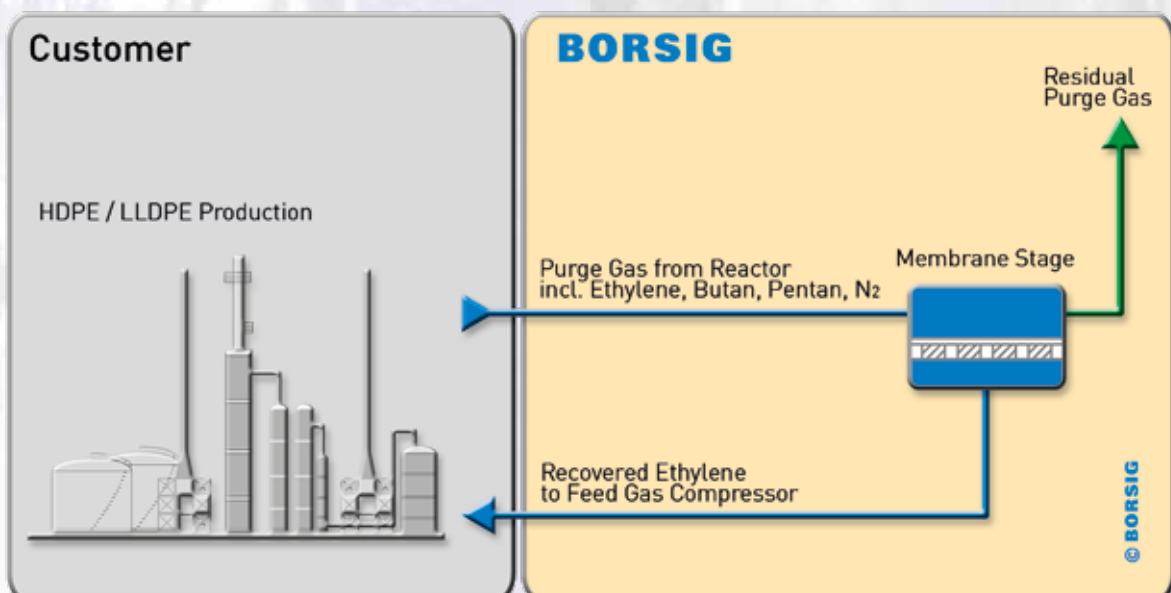 Customer
BORSIG
Residual
Purge Gas
HDPE / LLDPE Production
Purge Gas from Reactor
incl. Ethylene, Butan, Pentan, N₂
Membrane Stage
Recovered Ethylene
to Feed Gas Compressor
© BORSIG